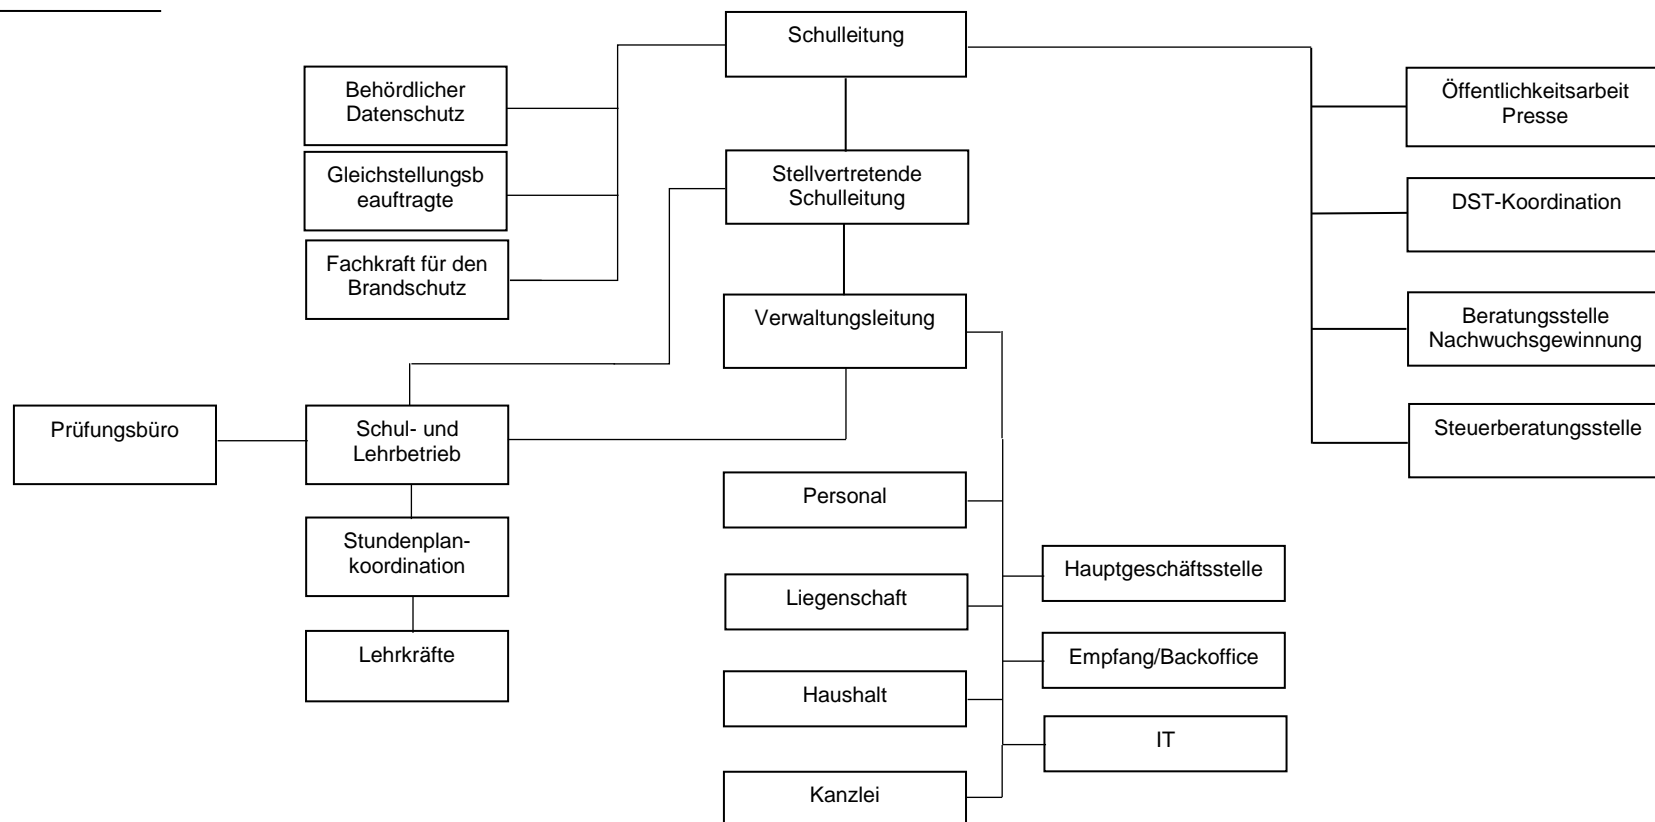 Schulleitung
Behördlicher
Datenschutz
Öffentlichkeitsarbeit
Presse
Gleichstellungsb
eauftragte
Stellvertretende
Schulleitung
DST-Koordination
Fachkraft für den
Brandschutz
Verwaltungsleitung
Beratungsstelle
Nachwuchsgewinnung
Prüfungsbüro
Schul- und
Lehrbetrieb
Steuerberatungsstelle
Personal
Stundenplan-
koordination
Hauptgeschäftsstelle
Liegenschaft
Lehrkräfte
Empfang/Backoffice
Haushalt
IT
Kanzlei